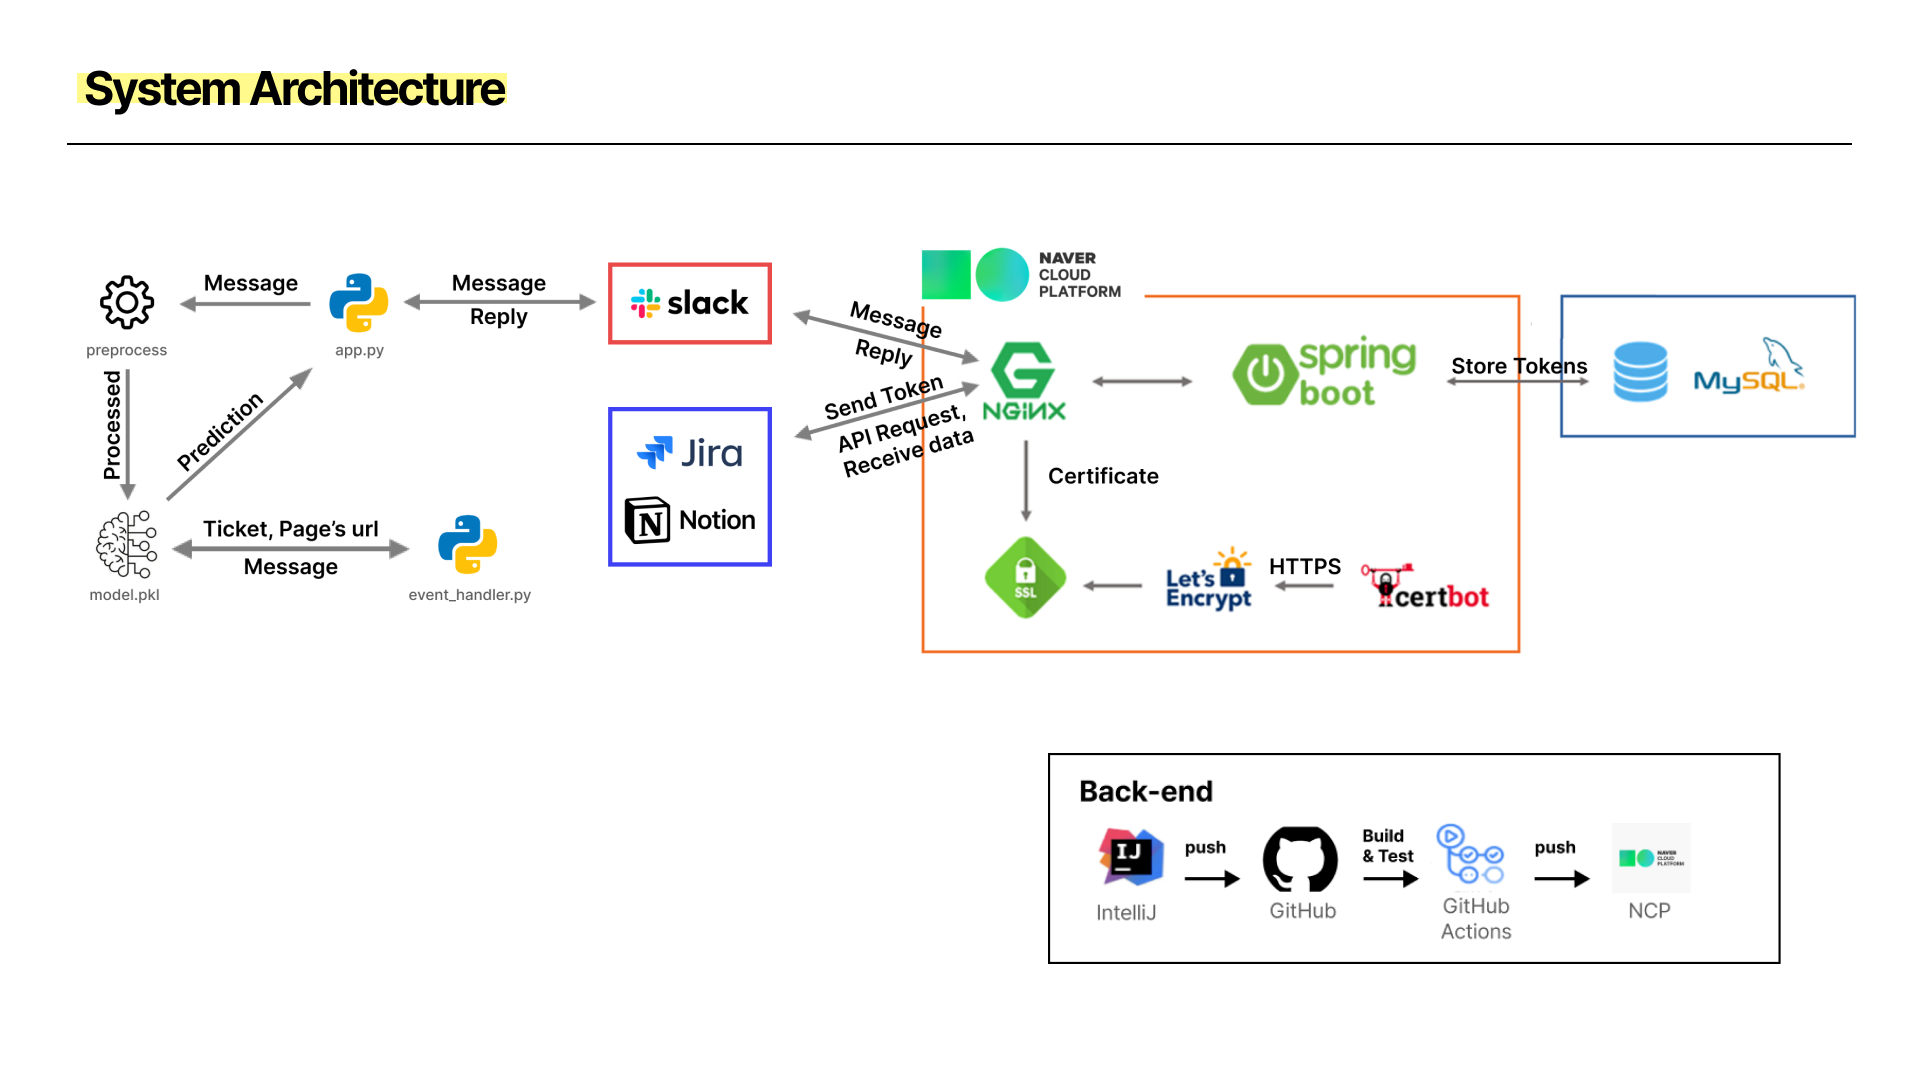 System Architecture
Message
preprocess
app.py
Message
Reply
slack
Processed
Prediction
model.pkl
Ticket, Page's url
Message
event_handler.py
Jira
N Notion
Message
Reply
Send Token
API Request,
Receive data
NAVER
CLOUD
PLATFORM
G
NGiNX
spring
boot
Store Tokens
MySQL
Certificate
SSL
Let's
Encrypt
HTTPS
certbot
Back-end
IJ
IntelliJ
push
GitHub
Build
& Test
GitHub
Actions
push
NAVER
CLOUD
PLATFORM
NCP